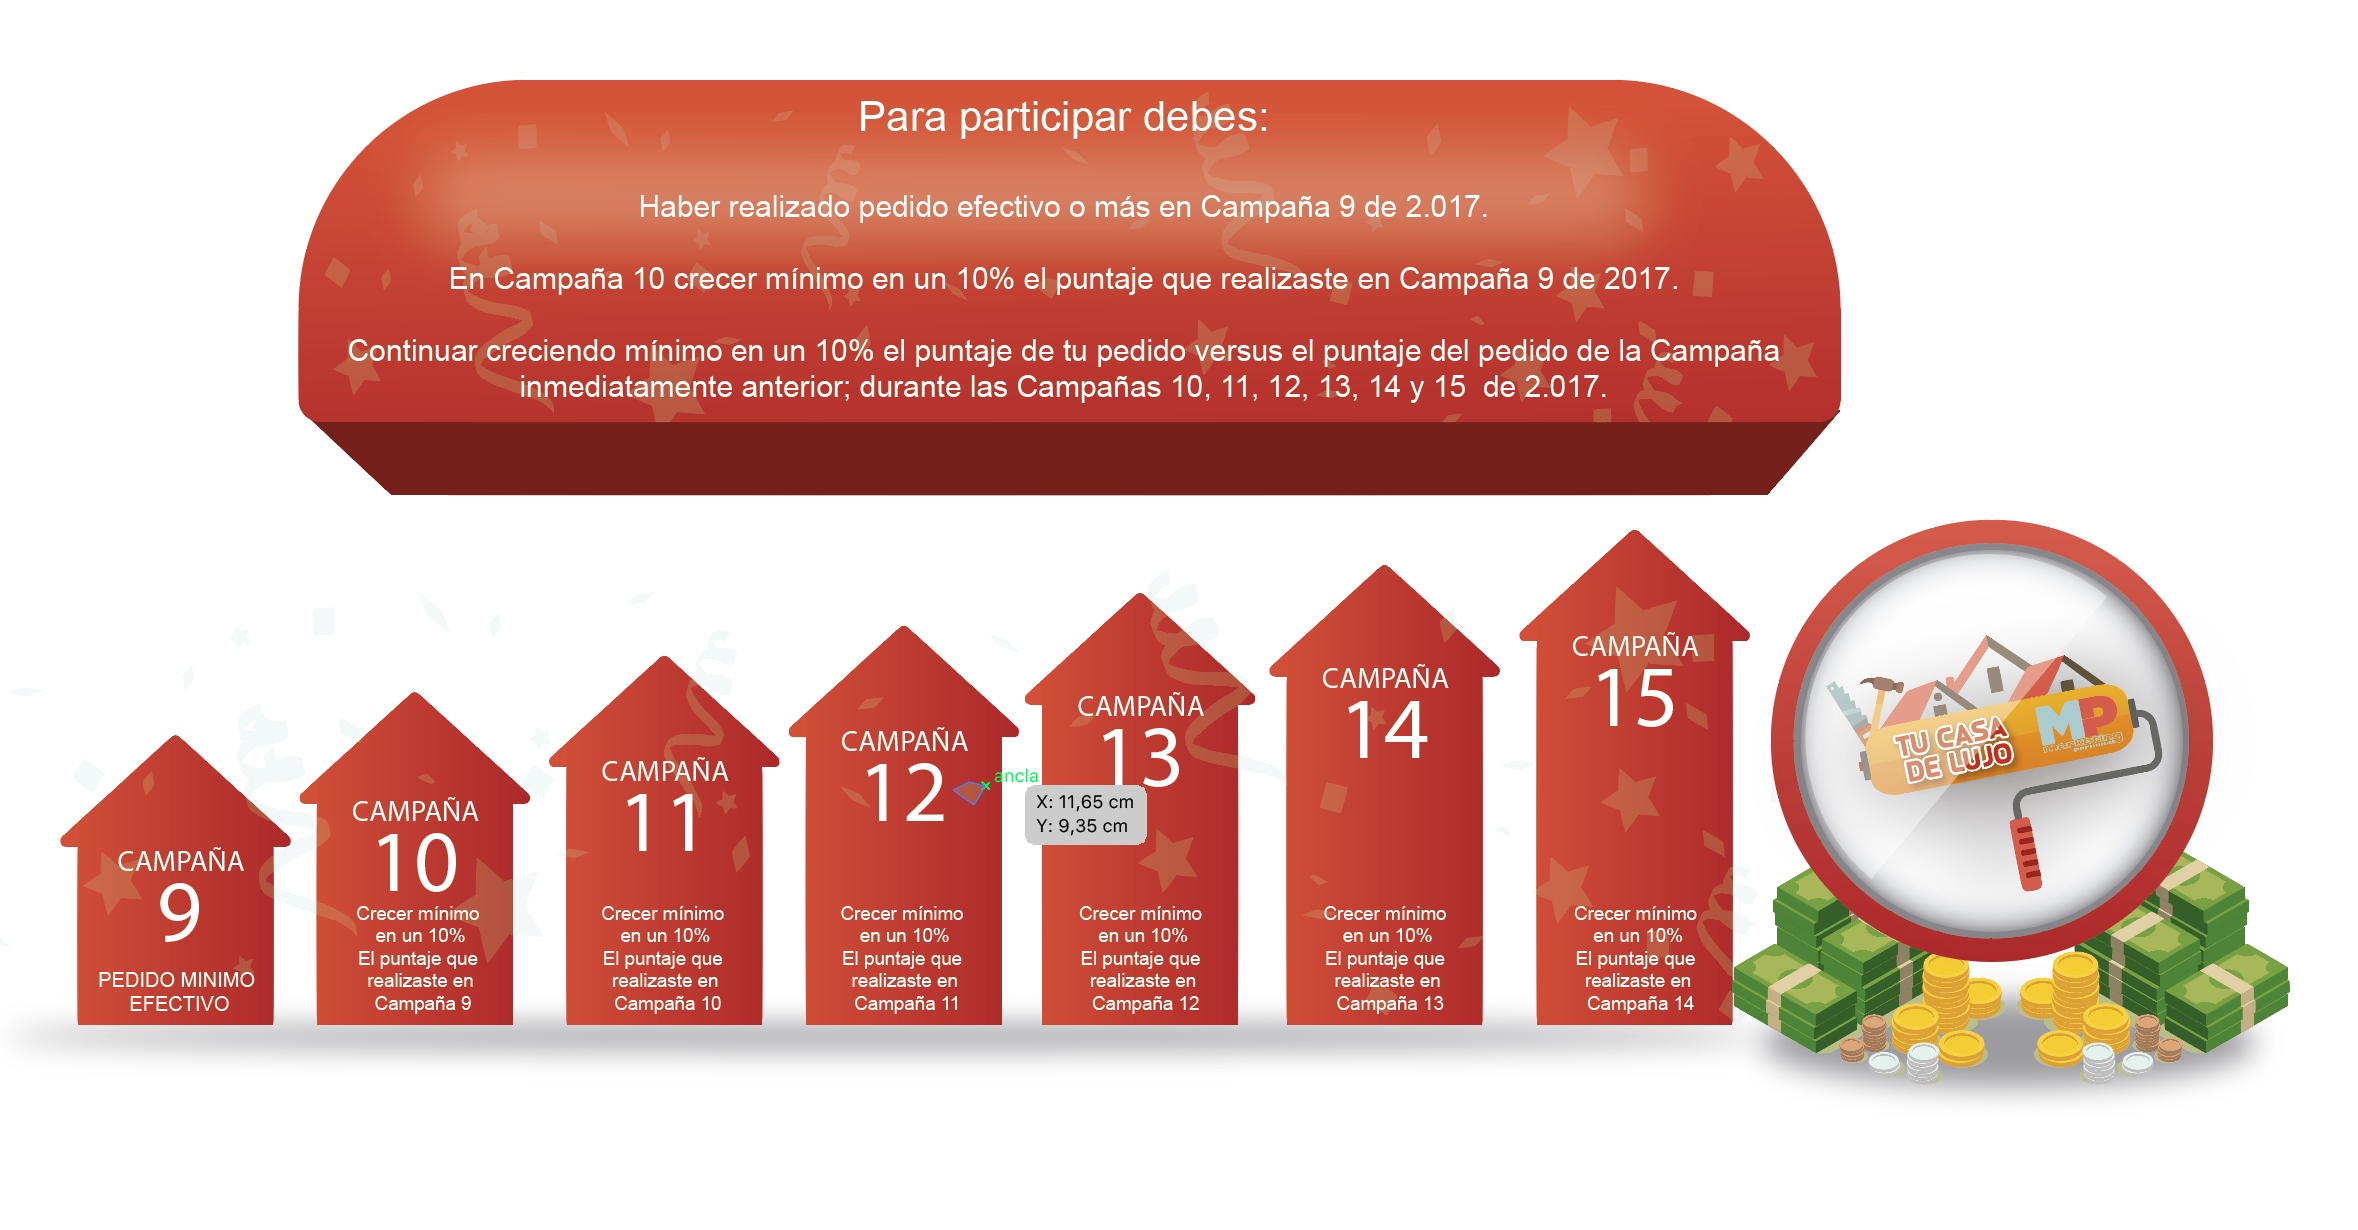 Para participar debes:
Haber realizado pedido efectivo o más en Campaña 9 de 2.017.
En Campaña 10 crecer mínimo en un 10% el puntaje que realizaste en Campaña 9 de 2017.
Continuar creciendo mínimo en un 10% el puntaje de tu pedido versus el puntaje del pedido de la Campaña
inmediatamente anterior; durante las Campañas 10, 11, 12, 13, 14 y 15 de 2.017.
CAMPAÑA
9
PEDIDO MINIMO
EFECTIVO
CAMPAÑA
10
Crecer mínimo
en un 10%
El puntaje que
realizaste en
Campaña 9
CAMPAÑA
11
Crecer mínimo
en un 10%
El puntaje que
realizaste en
Campaña 10
CAMPAÑA
12
Crecer mínimo
en un 10%
El puntaje que
realizaste en
Campaña 11
ancla
X: 11,65 cm
Y: 9,35 cm
CAMPAÑA
13
Crecer mínimo
en un 10%
El puntaje que
realizaste en
Campaña 12
CAMPAÑA
14
Crecer mínimo
en un 10%
El puntaje que
realizaste en
Campaña 13
CAMPAÑA
15
Crecer mínimo
en un 10%
El puntaje que
realizaste en
Campaña 14
TU CASA
DE LUJO
MP
marketing